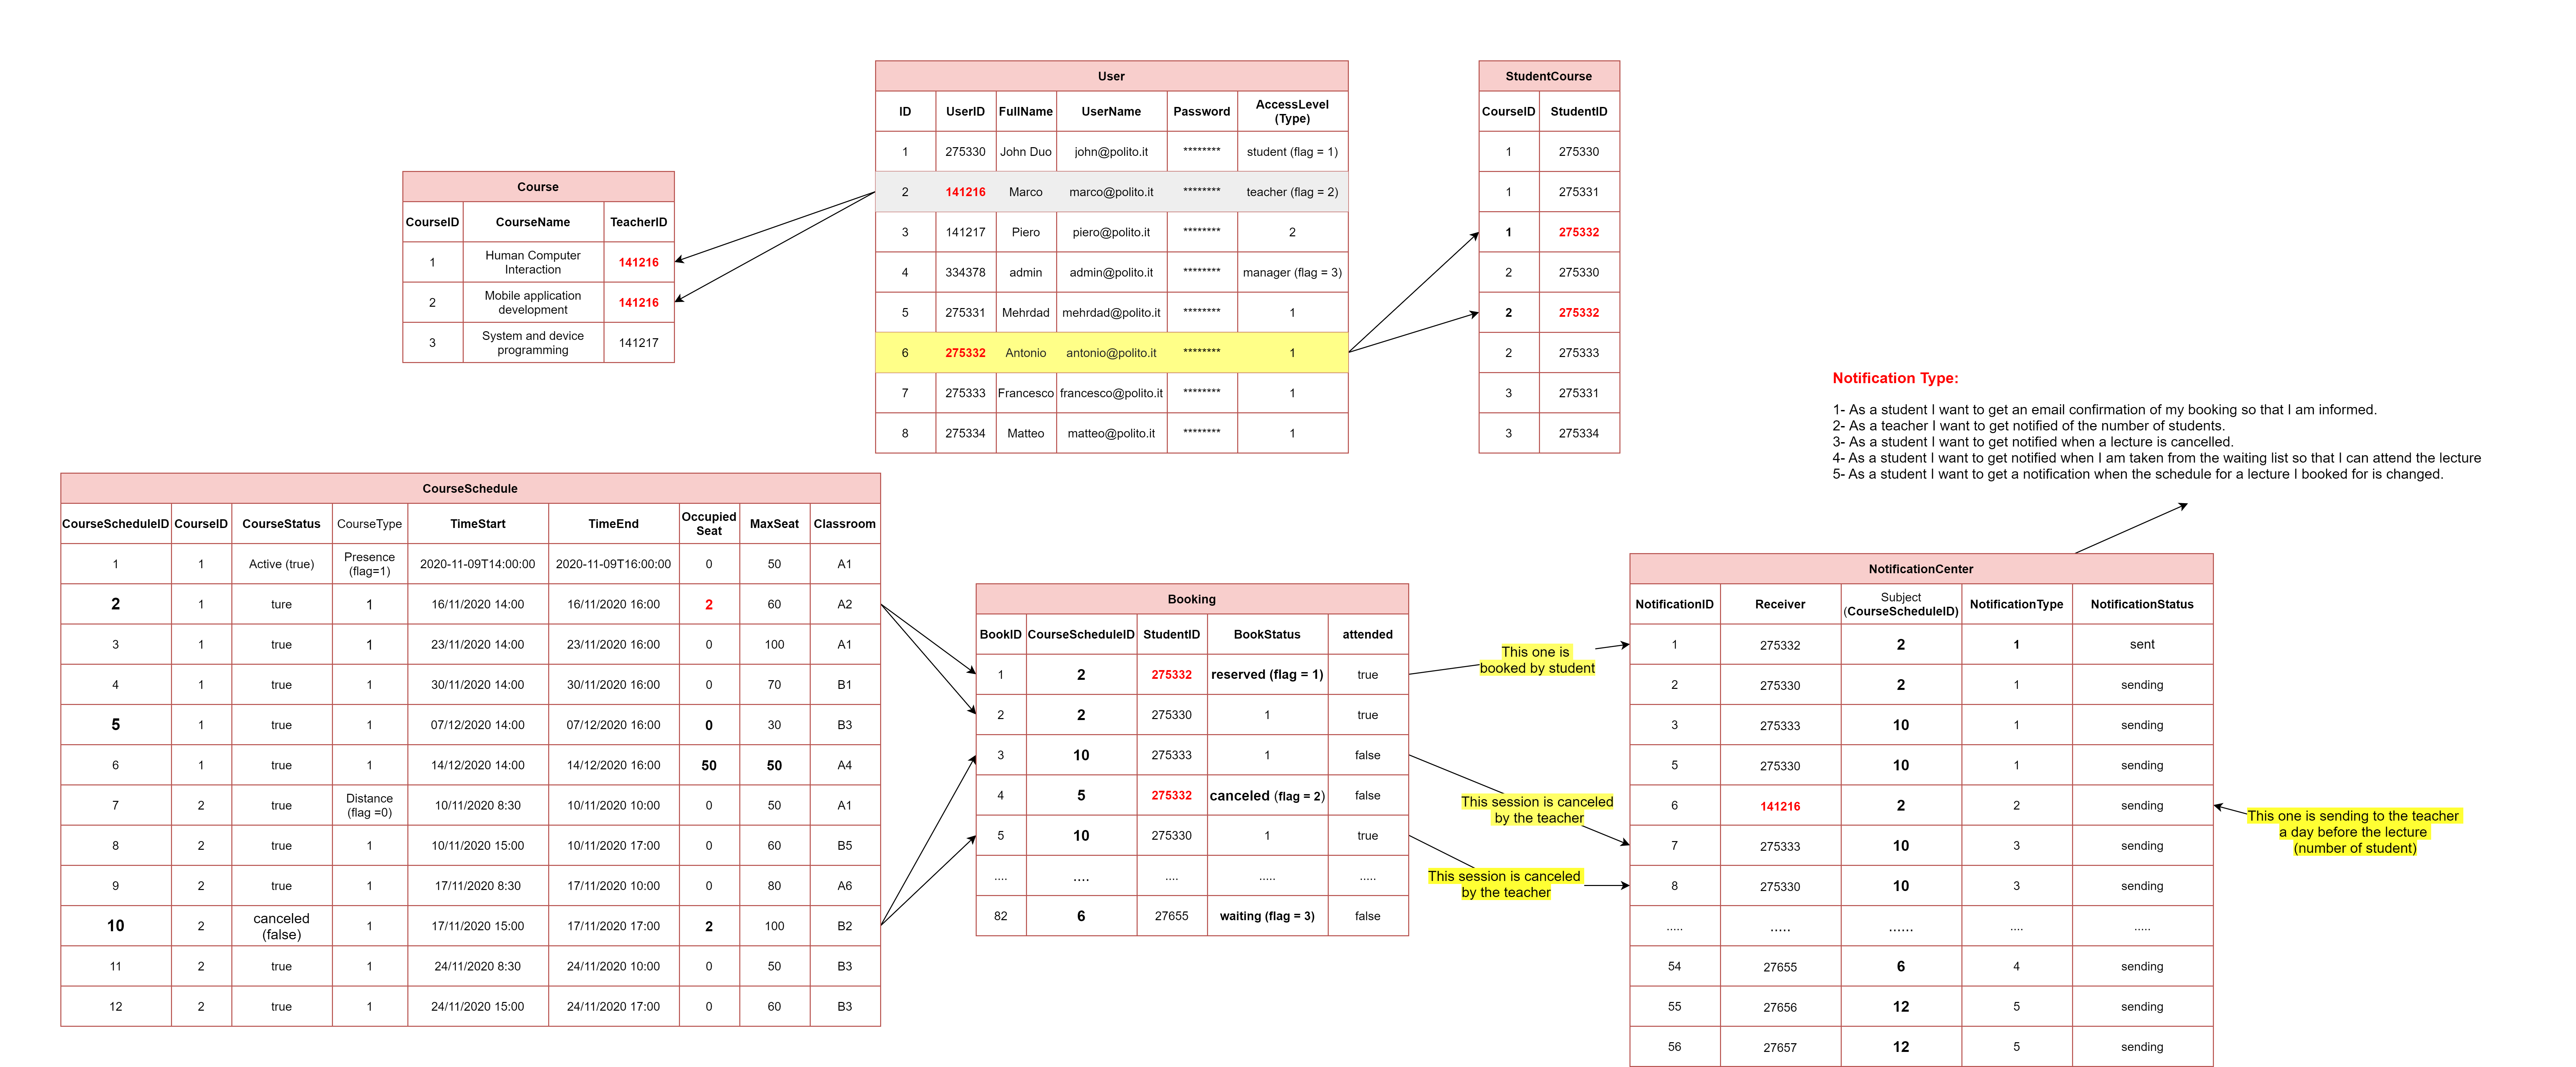 User
ID UserID FullName UserName Password AccessLevel
(Type)
1 275330 John Duo john@polito.it ******** student (flag = 1)
2 141216 Marco marco@polito.it ******** teacher (flag = 2)
3 141217 Piero piero@polito.it ******** 2
4 334378 admin admin@polito.it ******** manager (flag = 3)
5 275331 Mehrdad mehrdad@polito.it ******** 1
6 275332 Antonio antonio@polito.it ******** 1
7 275333 Francesco francesco@polito.it ******** 1
8 275334 Matteo matteo@polito.it ******** 1
StudentCourse
CourseID StudentID
1 275330
1 275331
1 275332
2 275330
2 275332
2 275333
3 275331
3 275334
Course
CourseID CourseName TeacherID
1 Human Computer
Interaction 141216
2 Mobile application
development 141216
3 System and device
programming 141217
Notification Type:
1- As a student I want to get an email confirmation of my booking so that I am informed.
2- As a teacher I want to get notified of the number of students.
3- As a student I want to get notified when a lecture is cancelled.
4- As a student I want to get notified when I am taken from the waiting list so that I can attend the lecture
5- As a student I want to get a notification when the schedule for a lecture I booked for is changed.
CourseSchedule
CourseScheduleID CourseID CourseStatus CourseType TimeStart TimeEnd Occupied
Seat MaxSeat Classroom
1 1 Active (true) Presence
(flag=1) 2020-11-09T14:00:00 2020-11-09T16:00:00 0 50 A1
2 1 ture 1 16/11/2020 14:00 16/11/2020 16:00 2 60 A2
3 1 true 1 23/11/2020 14:00 23/11/2020 16:00 0 100 A1
4 1 true 1 30/11/2020 14:00 30/11/2020 16:00 0 70 B1
5 1 true 1 07/12/2020 14:00 07/12/2020 16:00 0 30 B3
6 1 true 1 14/12/2020 14:00 14/12/2020 16:00 50 50 A4
7 2 true Distance
(flag =0) 10/11/2020 8:30 10/11/2020 10:00 0 50 A1
8 2 true 1 10/11/2020 15:00 10/11/2020 17:00 0 60 B5
9 2 true 1 17/11/2020 8:30 17/11/2020 10:00 0 80 A6
10 2 canceled
(false) 1 17/11/2020 15:00 17/11/2020 17:00 2 100 B2
11 2 true 1 24/11/2020 8:30 24/11/2020 10:00 0 50 B3
12 2 true 1 24/11/2020 15:00 24/11/2020 17:00 0 60 B3
Booking
BookID CourseScheduleID StudentID BookStatus attended
1 2 275332 reserved (flag = 1) true
2 2 275330 1 true
3 10 275333 1 false
4 5 275332 canceled (flag = 2) false
5 10 275330 1 true
.... .... .... ..... .....
82 6 27655 waiting (flag = 3) false
This one is
booked by student
This session is canceled
by the teacher
This session is canceled
by the teacher
NotificationCenter
NotificationID Receiver Subject
(CourseScheduleID) NotificationType NotificationStatus
1 275332 2 1 sent
2 275330 2 1 sending
3 275333 10 1 sending
5 275330 10 1 sending
6 141216 2 2 sending
7 275333 10 3 sending
8 275330 10 3 sending
..... ..... ...... .... .....
54 27655 6 4 sending
55 27656 12 5 sending
56 27657 12 5 sending
This one is sending to the teacher
a day before the lecture
(number of student)